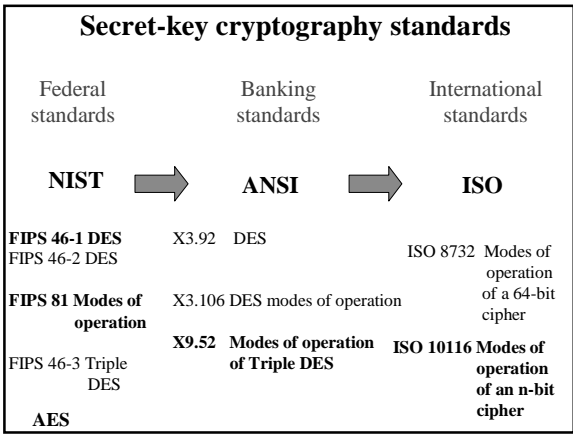 Secret-key cryptography standards
Federal
standards
Banking
standards
International
standards
NIST
ANSI
ISO
FIPS 46-1 DES
FIPS 46-2 DES
FIPS 81 Modes of
operation
FIPS 46-3 Triple
DES
AES
X3.92 DES
X3.106 DES modes of operation
X9.52 Modes of operation
of Triple DES
ISO 8732 Modes of
operation
of a 64-bit
cipher
ISO 10116 Modes of
operation
of an n-bit
cipher